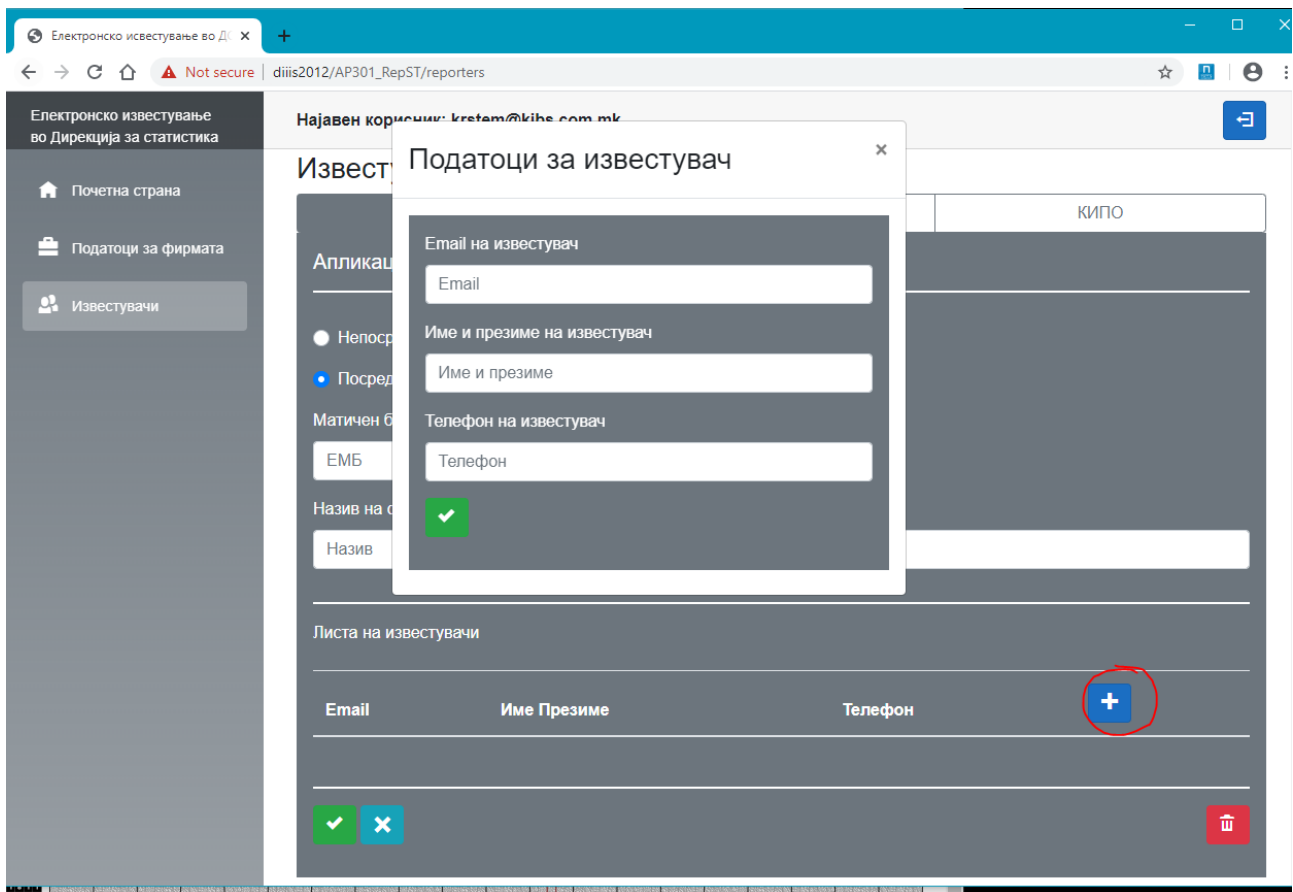 Електронско исвестување во Д
Not secure | diiis2012/AP301_RepST/reporters
Електронско известување
во Дирекција за статистика
Најавен корисник: krstem@kibs.com.mk
Почетна страна
Податоци за фирмата
Известувачи
Извест
КИПО
Податоци за известувач
Апликац
Email на известувач
Email
Име и презиме на известувач
Име и презиме
Телефон на известувач
Телефон
Непоср
Посред
Матичен б
ЕМБ
Назив на
Назив
Листа на известувачи
Email Име Презиме Телефон